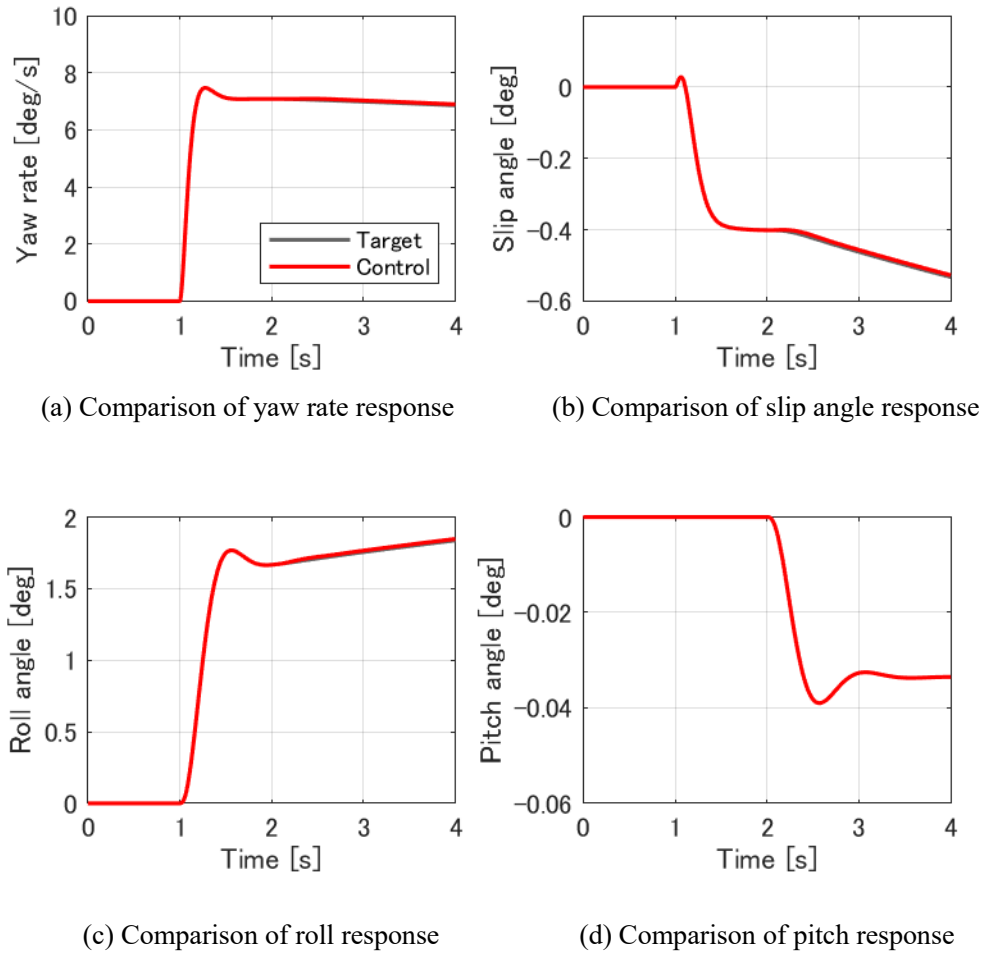 Yaw rate [deg/s]
10
8
6
4
2
0
Target
Control
0 1 2 3 4
Time [s]
(a) Comparison of yaw rate response
Slip angle [deg]
0
−0.2
−0.4
−0.6
0 1 2 3 4
Time [s]
(b) Comparison of slip angle response
Roll angle [deg]
2
1.5
1
0.5
0
0 1 2 3 4
Time [s]
(c) Comparison of roll response
Pitch angle [deg]
0
−0.02
−0.04
−0.06
0 1 2 3 4
Time [s]
(d) Comparison of pitch response